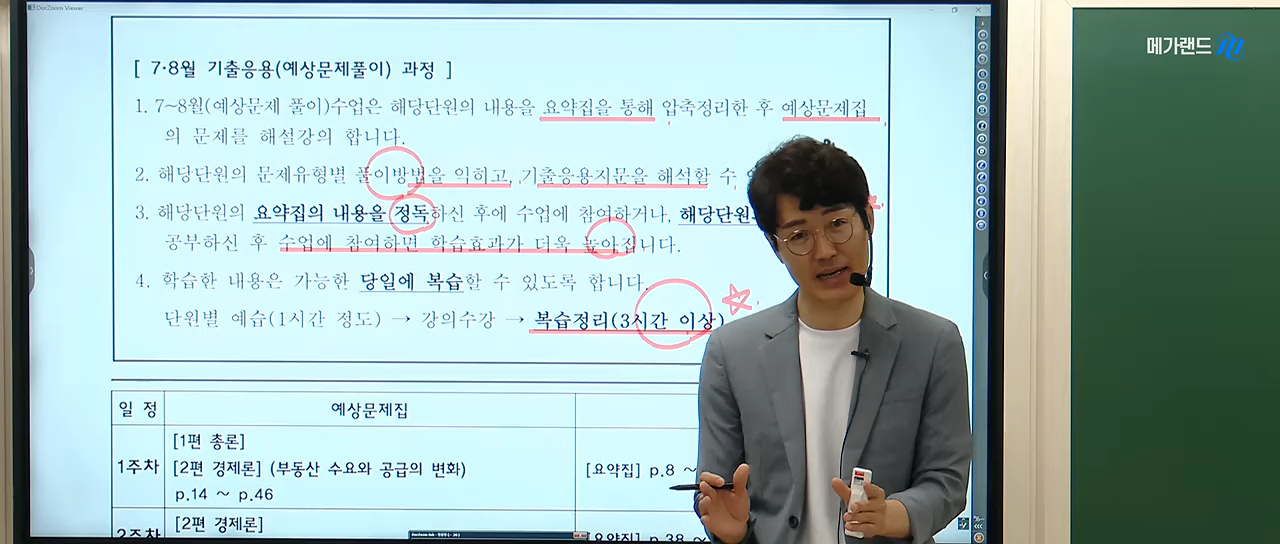 DocZoom Viewer
메가랜드
[ 7·8월 기출응용(예상문제풀이) 과정 ]
1. 7~8월(예상문제 풀이)수업은 해당단원의 내용을 요약집을 통해 압축정리한 후 예상문제집
의 문제를 해설강의 합니다.
2. 해당단원의 문제유형별 풀이방법을 익히고, 기출응용지문을 해석할 수
3. 해당단원의 요약집의 내용을 정독하신 후에 수업에 참여하거나, 해당단원
공부하신 후 수업에 참여하면 학습효과가 더욱 높아집니다.
4. 학습한 내용은 가능한 당일에 복습할 수 있도록 합니다.
단원별 예습(1시간 정도) → 강의수강 → 복습정리(3시간 이상)
일 정 예상문제집
1주차
[1편 총론]
[2편 경제론] (부동산 수요와 공급의 변화) [요약집] p.8 ~
p.14 ~ p.46
2주차
[2편 경제론]
[요약집] p.38 ~